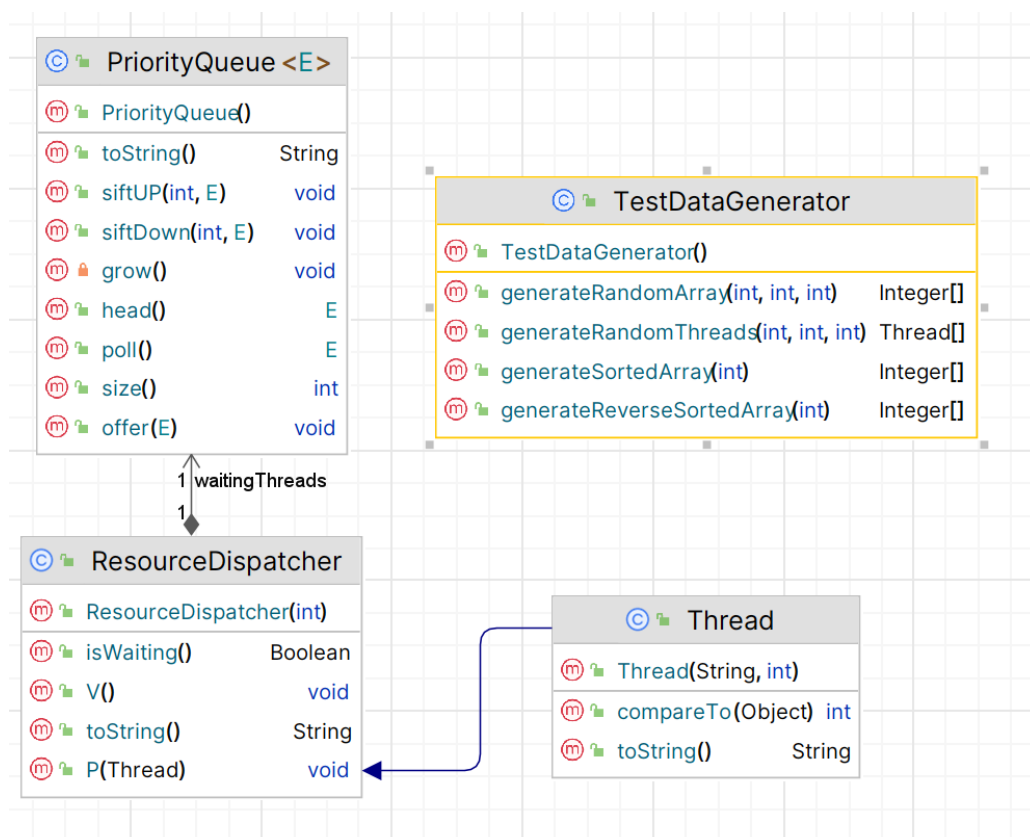 PriorityQueue <E>
PriorityQueue()
toString() String
siftUP(int, E) void
siftDown(int, E) void
grow() void
head() E
poll() E
size() int
offer(E) void
TestDataGenerator
TestDataGenerator()
generateRandomArray(int, int, int) Integer[]
generateRandomThreads(int, int, int) Thread[]
generateSortedArray(int) Integer[]
generateReverseSortedArray(int) Integer[]
1 waitingThreads
1
ResourceDispatcher
ResourceDispatcher(int)
isWaiting() Boolean
V() void
toString() String
P(Thread) void
Thread
Thread(String, int)
compareTo(Object) int
toString() String